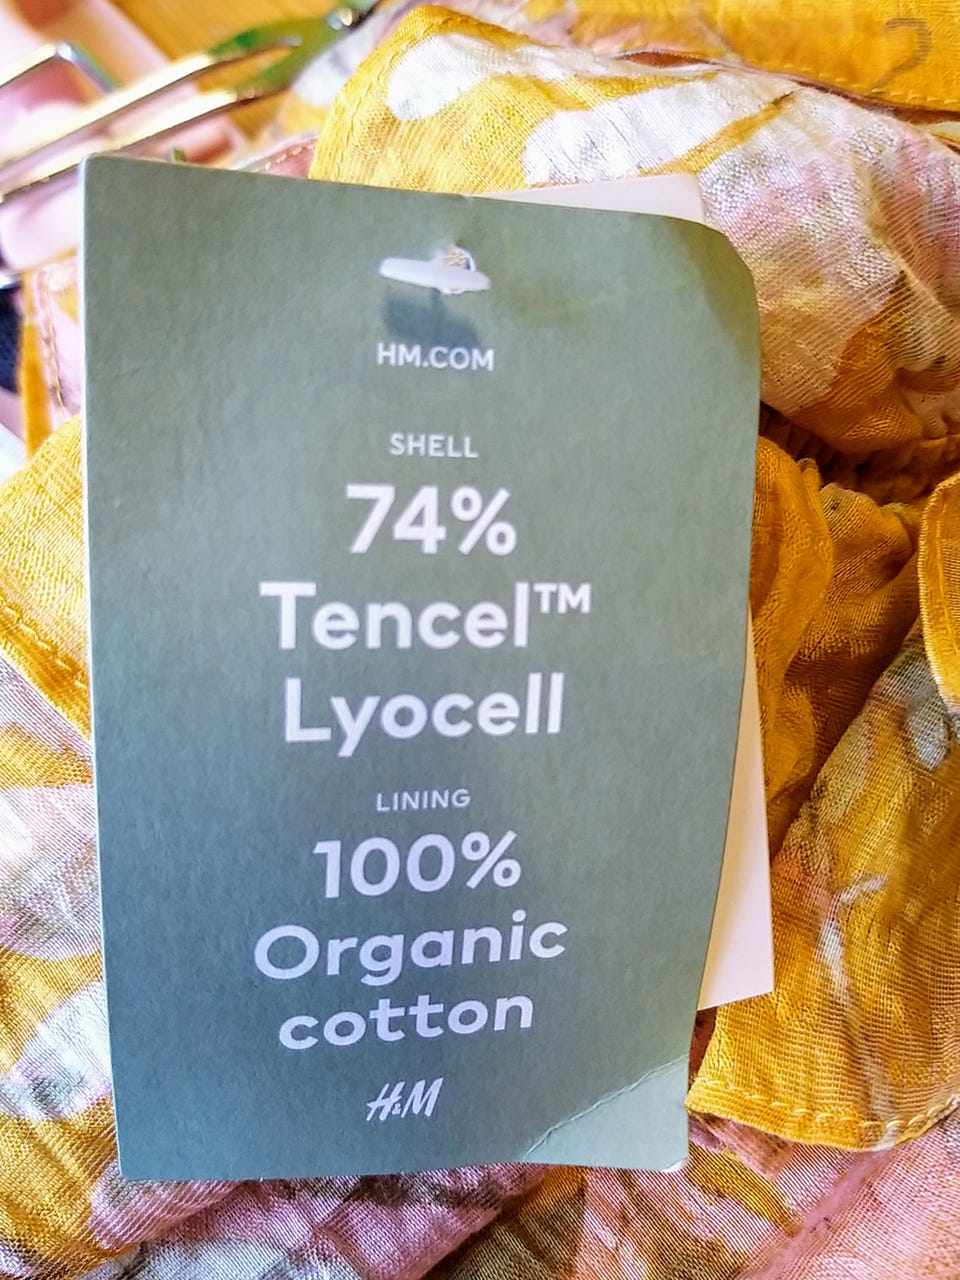 HM.COM
SHELL
74%
Tencel™
Lyocell
LINING
100%
Organic
cotton
H&M